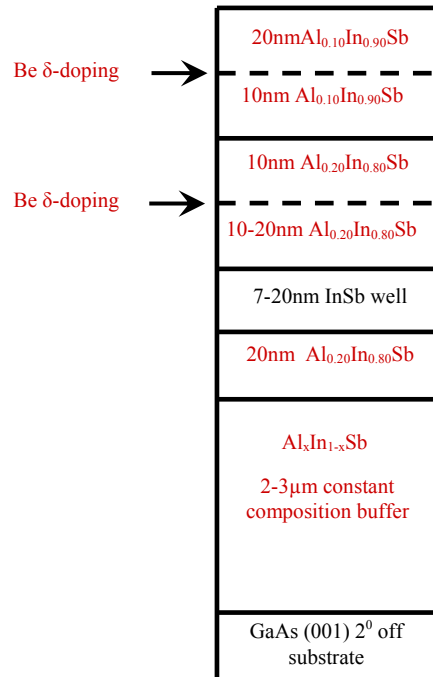 20nmAl₀.₁₀In₀.₉₀Sb
Be δ-doping
10nm Al₀.₁₀In₀.₉₀Sb
10nm Al₀.₂₀In₀.₈₀Sb
Be δ-doping
10-20nm Al₀.₂₀In₀.₈₀Sb
7-20nm InSb well
20nm Al₀.₂₀In₀.₈₀Sb
AlₓIn₁₋ₓSb
2-3µm constant
composition buffer
GaAs (001) 2⁰ off
substrate